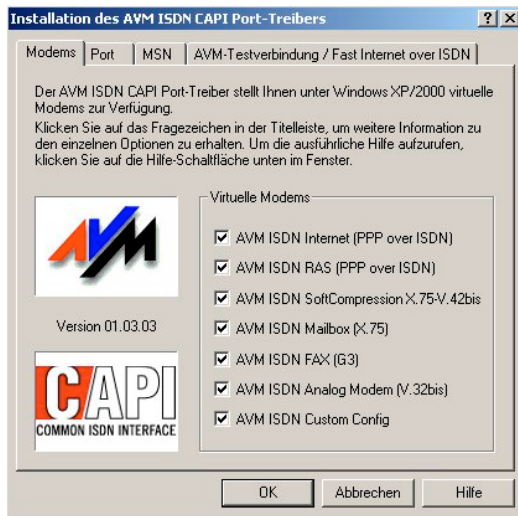 Installation des AVM ISDN CAPI Port-Treibers
Modems Port MSN AVM-Testverbindung / Fast Internet over ISDN
Der AVM ISDN CAPI Port-Treiber stellt Ihnen unter Windows XP/2000 virtuelle
Modems zur Verfügung.
Klicken Sie auf das Fragezeichen in der Titelleiste, um weitere Information zu
den einzelnen Optionen zu erhalten. Um die ausführliche Hilfe aufzurufen,
klicken Sie auf die Hilfe-Schaltfläche unten im Fenster.
AVM
Version 01.03.03
CAPI
COMMON ISDN INTERFACE
Virtuelle Modems
AVM ISDN Internet (PPP over ISDN)
AVM ISDN RAS (PPP over ISDN)
AVM ISDN SoftCompression X.75-V.42bis
AVM ISDN Mailbox (X.75)
AVM ISDN FAX (G3)
AVM ISDN Analog Modem (V.32bis)
AVM ISDN Custom Config
OK Abbrechen Hilfe